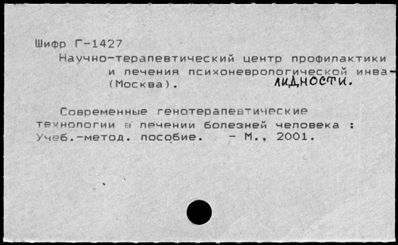 Шифр Г-1427
Научно-терапевтический центр профилактики
и лечения психоневрологической инва-
(Москва). ЛИДНОСТИ.
Современные генотерапевтические
технологии в лечении болезней человека :
Учеб.-метод. пособие. - М., 2001.